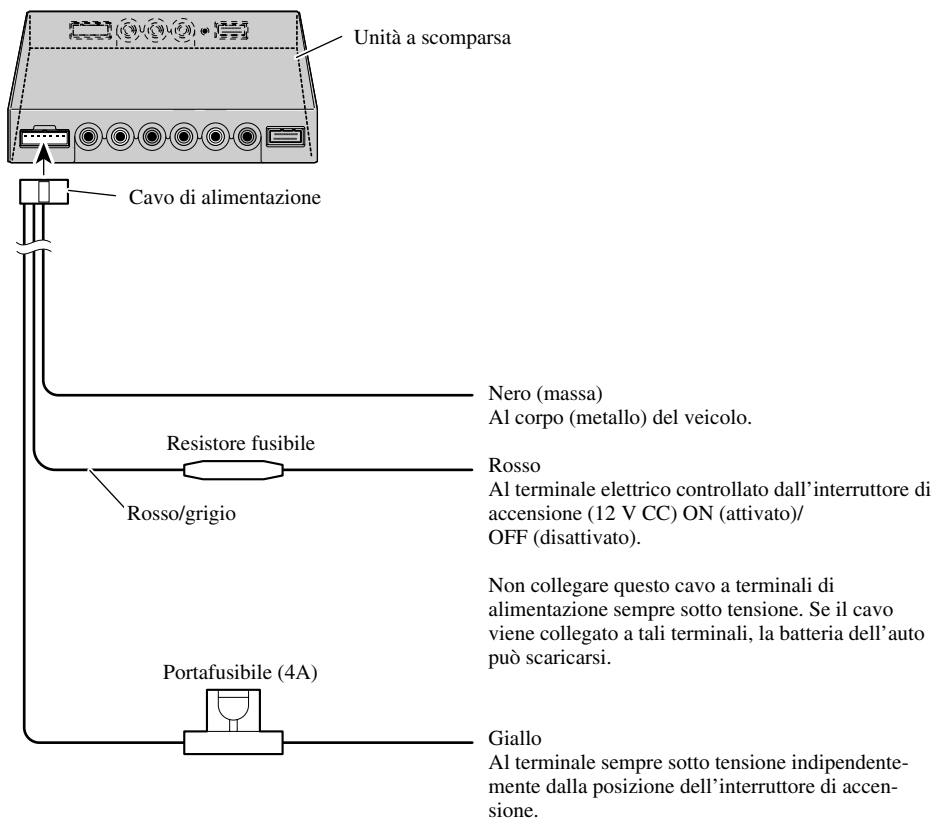 Unità a scomparsa
Cavo di alimentazione
Nero (massa)
Al corpo (metallo) del veicolo.
Resistore fusibile
Rosso/grigio
Rosso
Al terminale elettrico controllato dall'interruttore di
accensione (12 V CC) ON (attivato)/
OFF (disattivato).
Non collegare questo cavo a terminali di
alimentazione sempre sotto tensione. Se il cavo
viene collegato a tali terminali, la batteria dell'auto
può scaricarsi.
Portafusibile (4A)
Giallo
Al terminale sempre sotto tensione indipendente-
mente dalla posizione dell'interruttore di accen-
sione.